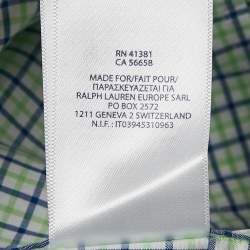 RN 41381
CA 56658
MADE FOR/FAIT POUR/
ΠΑΡΑΣΚΕΥΑΖΕΤΑΙ ΓΙΑ
RALPH LAUREN EUROPE SARL
PO BOX 2572
1211 GENEVA 2 SWITZERLAND
N.I.F.: IT03945310963